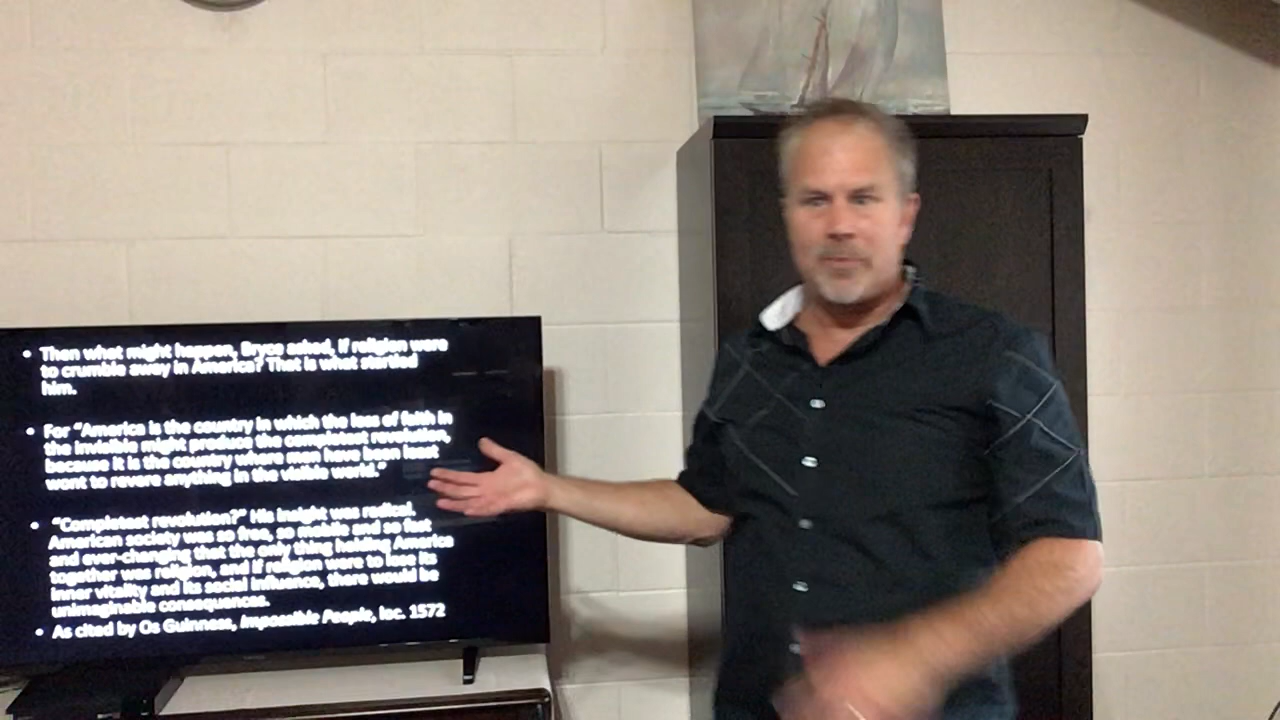 • Then what might happen, Bryce asked, if religion were
to crumble away in America? That is what startled
him.
• For “America is the country in which the loss of faith in
the invisible might produce the completest revolution,
because it is the country where men have been least
wont to revere anything in the visible world.”
• “Completest revolution?” His insight was radical.
American society was so free, so mobile and so fast
and ever-changing that the only thing holding America
together was religion, and if religion were to lose its
inner vitality and its social influence, there would be
unimaginable consequences.
• As cited by Os Guinness, Impossible People, loc. 1572